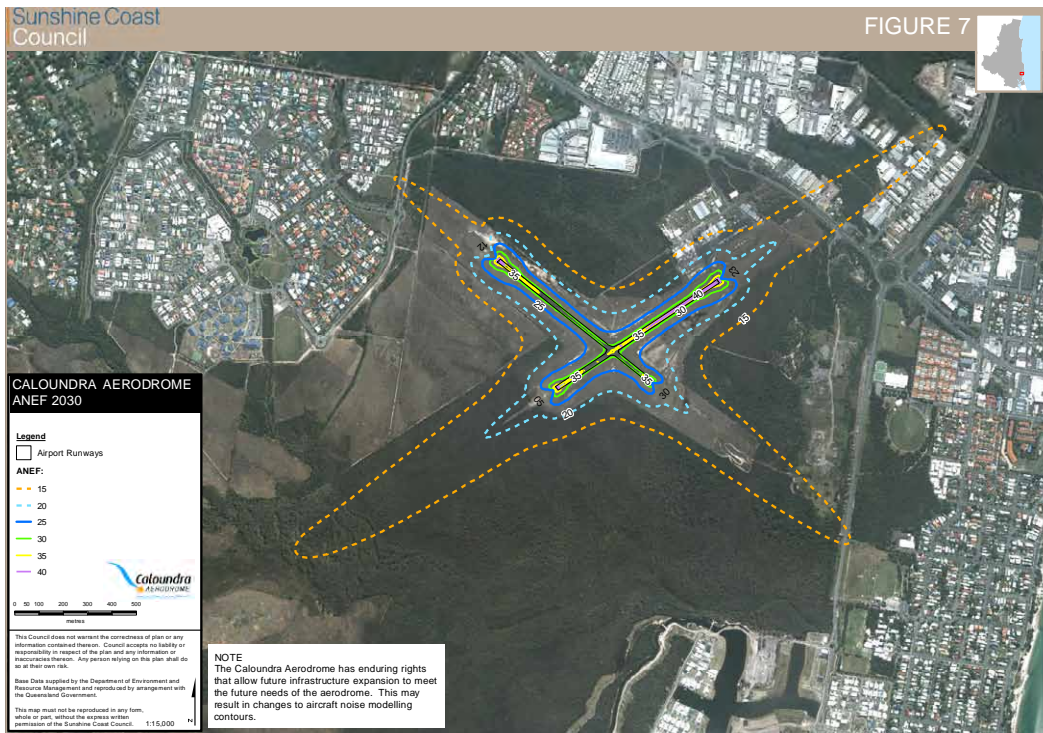 Sunshine Coast
Council
FIGURE 7
12
35
25
40
30
35
22
15
35
05
20
35
30
CALOUNDRA AERODROME
ANEF 2030
Legend
Airport Runways
ANEF:
15
20
25
30
35
40
Caloundra
AERODROME
0 50 100 200 300 400 500
metres
This Council does not warrant the correctness of plan or any
information contained thereon. Council accepts no liability or
responsibility in respect of the plan and any information or
inaccuracies thereon. Any person relying on this plan shall do
so at their own risk.
Base Data supplied by the Department of Environment and
Resource Management and reproduced by arrangement with
the Queensland Government.
This map must not be reproduced in any form,
whole or part, without the express written
permission of the Sunshine Coast Council.
1:15,000
N
NOTE
The Caloundra Aerodrome has enduring rights
that allow future infrastructure expansion to meet
the future needs of the aerodrome. This may
result in changes to aircraft noise modelling
contours.